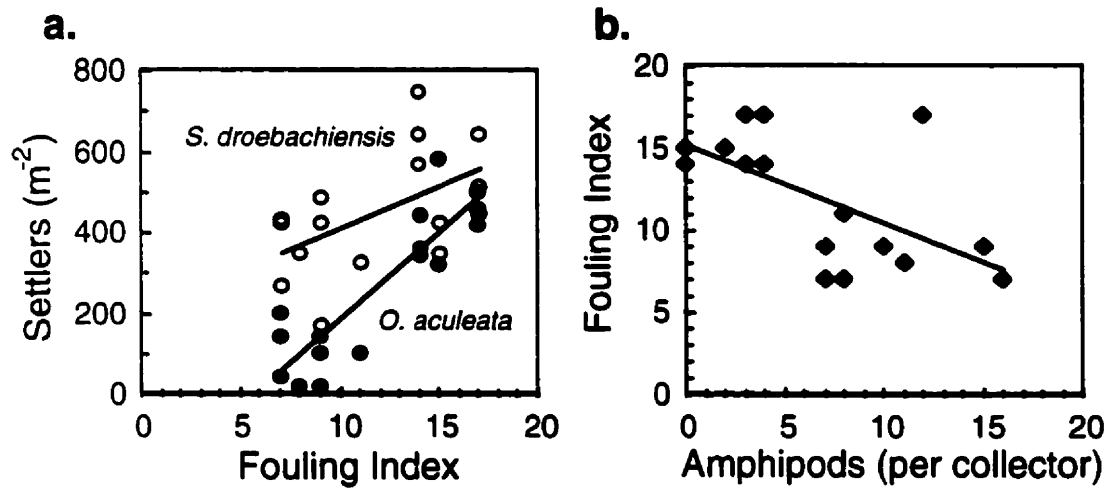 a.
800
600
400
200
0
Settlers (m⁻²)
S. droebachiensis
O. aculeata
0 5 10 15 20
Fouling Index
b.
20
15
10
5
0
Fouling Index
0 5 10 15 20
Amphipods (per collector)